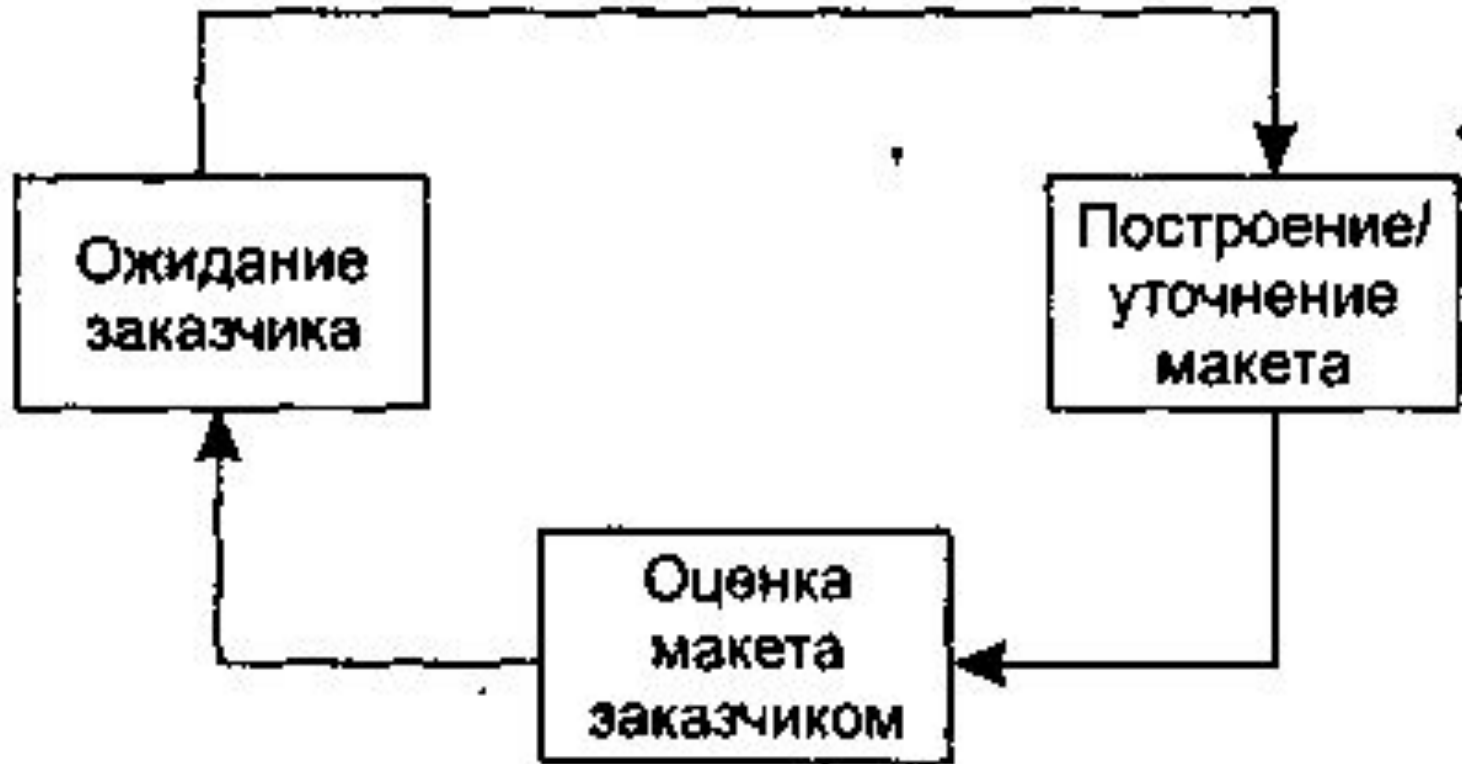 Ожидание
заказчика
Построение/
уточнение
макета
Оценка
макета
заказчиком